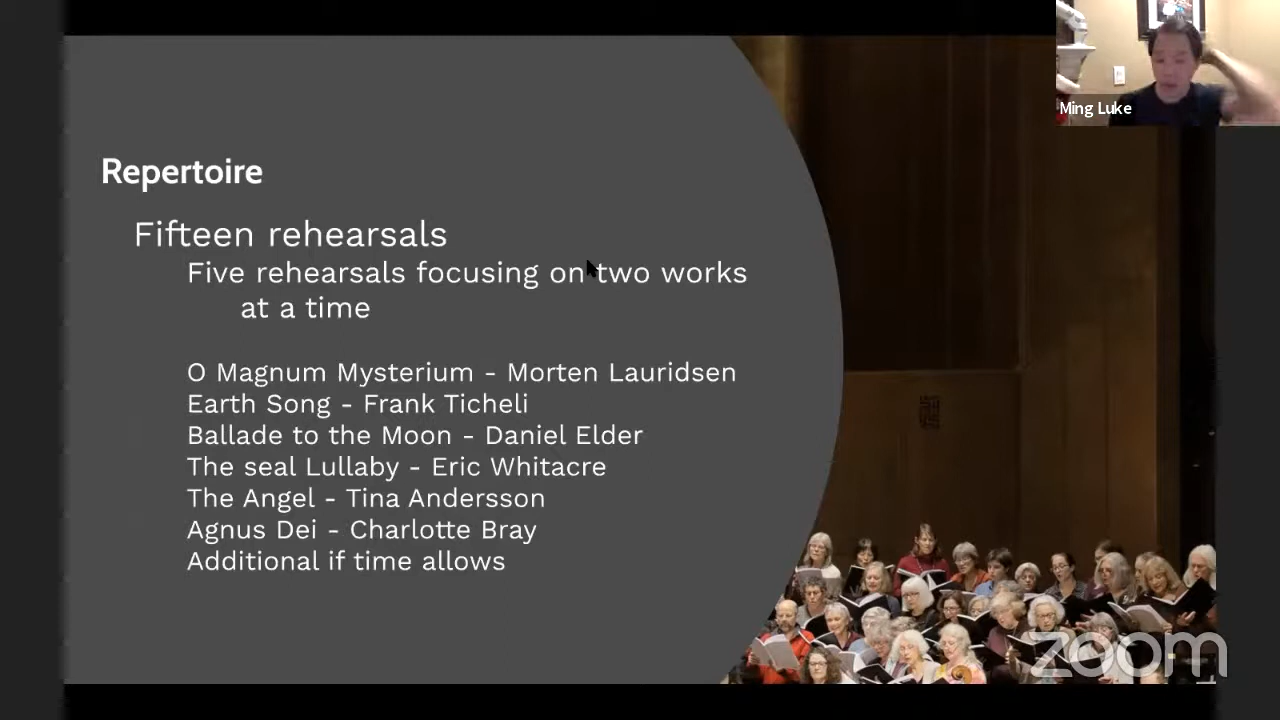 Ming Luke
Repertoire
Fifteen rehearsals
Five rehearsals focusing on two works
at a time
O Magnum Mysterium - Morten Lauridsen
Earth Song - Frank Ticheli
Ballade to the Moon - Daniel Elder
The seal Lullaby - Eric Whitacre
The Angel - Tina Andersson
Agnus Dei - Charlotte Bray
Additional if time allows
zoom